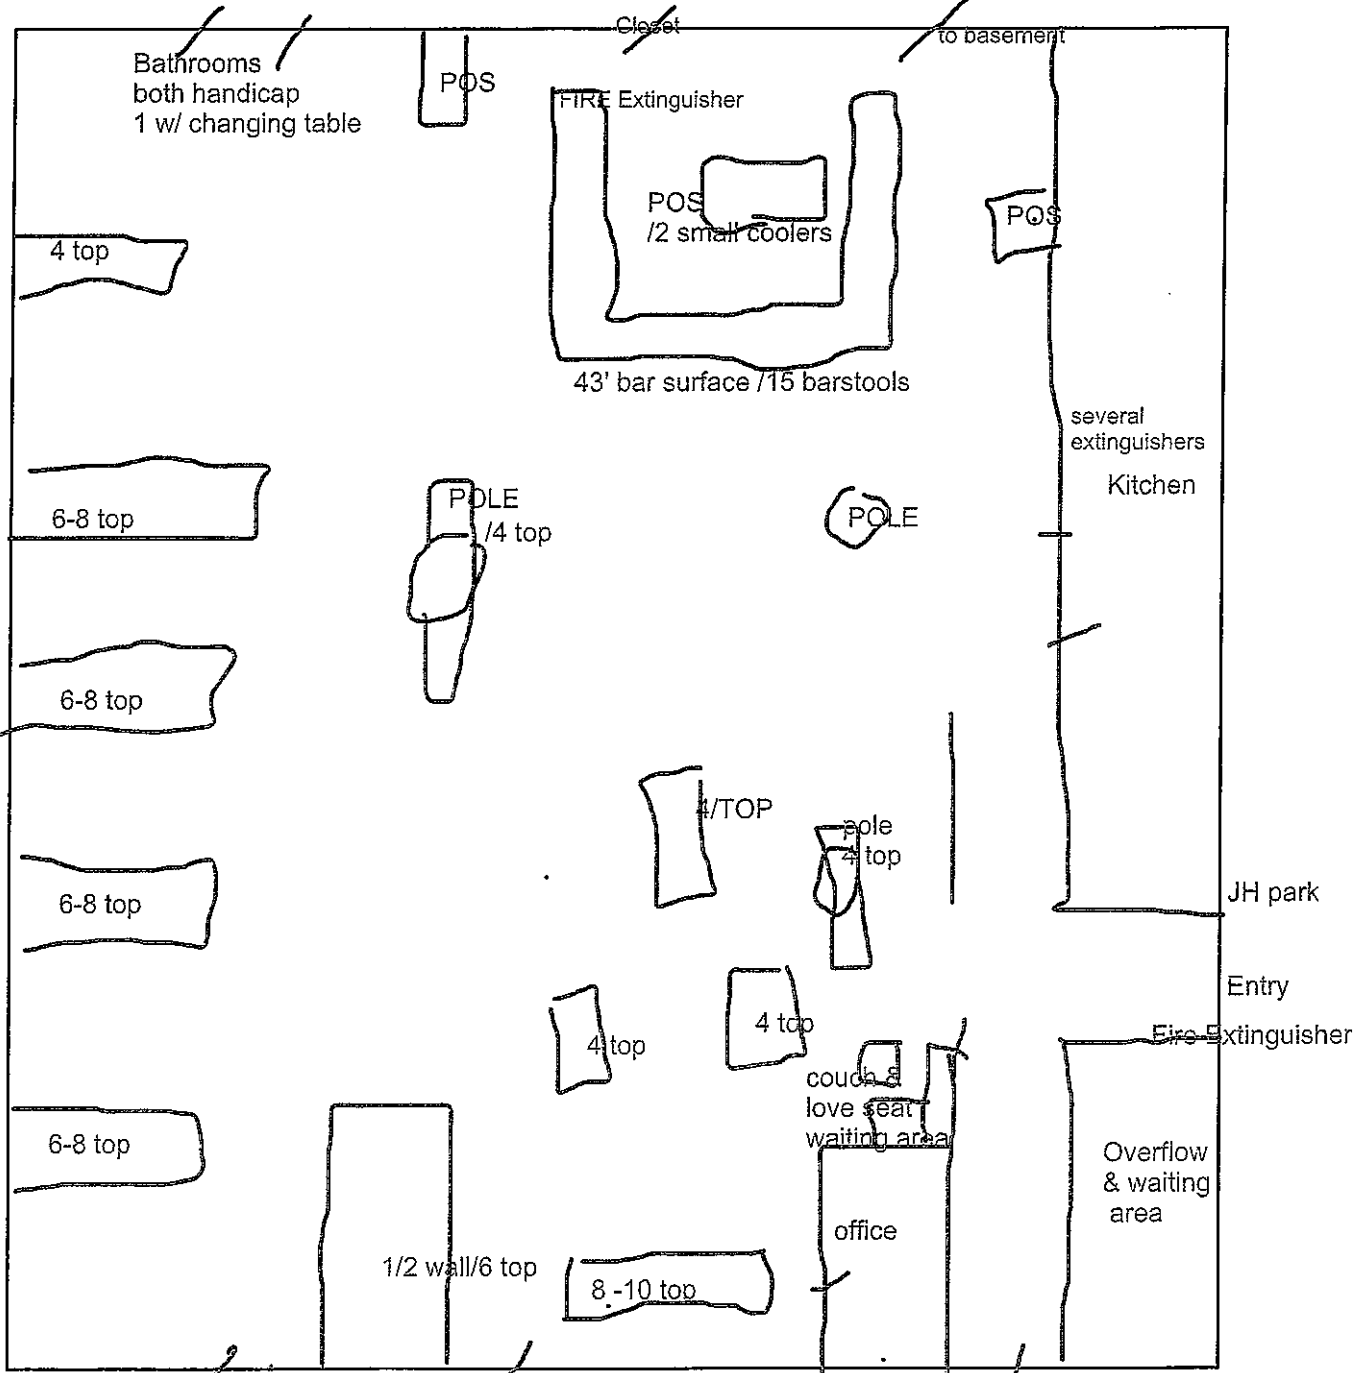 Closet
to basement
Bathrooms
both handicap
1 w/ changing table
POS
FIRE Extinguisher
POS
/2 small coolers
POS
4 top
43' bar surface /15 barstools
several
extinguishers
Kitchen
6-8 top
POLE
/4 top
POLE
6-8 top
4/TOP
pole
4 top
6-8 top
JH park
Entry
Fire Extinguisher
4 top
4 top
couch &
love seat
waiting area
6-8 top
Overflow
& waiting
area
office
1/2 wall/6 top
8 -10 top